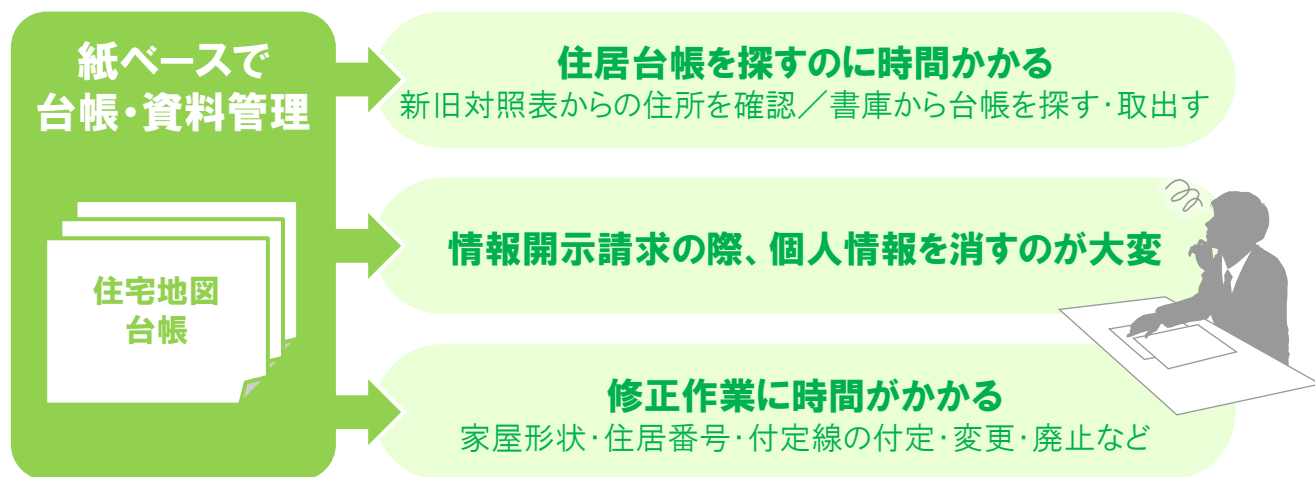 紙ベースで
台帳・資料管理
住宅地図
台帳
住居台帳を探すのに時間かかる
新旧対照表からの住所を確認／書庫から台帳を探す・取出す
情報開示請求の際、個人情報を消すのが大変
修正作業に時間がかかる
家屋形状・住居番号・付定線の付定・変更・廃止など